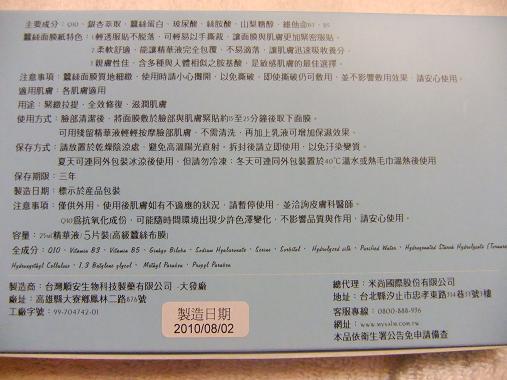 主要成分：Q10、銀杏萃取、蠶絲蛋白、玻尿酸、絲胺酸、山梨糖醇、維他命B3、B5
蠶絲面膜紙特色：1輕透服貼不脫落、可輕易以手撕裁，讓面膜與肌膚更加緊密服貼。
2柔軟舒適，能讓精華液完全包覆、不易滴落，讓肌膚迅速吸收養分。
3親膚性佳，含多種與人體相似之胺基酸，是敏感肌膚的最佳選擇。
注意事項：蠶絲面膜質地細緻，使用時請小心攤開，以免撕破，即使撕破仍可敷用，並不影響敷用效果，請安心使用。
適用肌膚：各肌膚適用
用途：緊緻拉提、全效修復、滋潤肌膚
使用方式：臉部清潔後，將面膜敷於臉部與肌膚緊貼約15至25分鐘後取下面膜。
可用殘留精華液輕輕按摩臉部肌膚，不需清洗，再加上乳液可增加保濕效果。
保存方式：請放置於乾燥陰涼處，避免高溫陽光直射。拆封後請立即使用，以免汙染變質。
夏天可連同外包裝冰涼後使用，但請勿冷凍；冬天可連同外包裝置於40℃溫水或熱毛巾溫熱後使用
保存期限：三年
製造日期：標示於產品包裝
注意事項：僅供外用。使用後肌膚如有不適應的狀況，請暫停使用，並洽詢皮膚科醫師。
Q10為抗氧化成份，可能隨時間環境出現少許色澤變化，不影響品質與作用，請安心使用。
容量：25ml精華液/5片裝(高級蠶絲布膜)
全成分：Q10、Vitamin B3、Vitamin B5、Ginkgo Biloba、Sodium Hyaluronate、Serine、Sorbitol、Hydrolyzed silk、Purified Water、Hydrogenated Starch Hydrolysate
Hydroxyethyl Cellulose、1,3 Butylene glycol、Methyl Paraben、Propyl Paraben
製造商：台灣順安生物科技製藥有限公司-大發廠
廠址：高雄縣大寮鄉鳳林二路876號
工廠字號：99-704742-01
製造日期
2010/08/02
總代理：米尚國際股份有限公司
地址：台北縣汐止市忠孝東路
客服專線：0800-888-936
網址：
本品依衛生署公告免申請備查